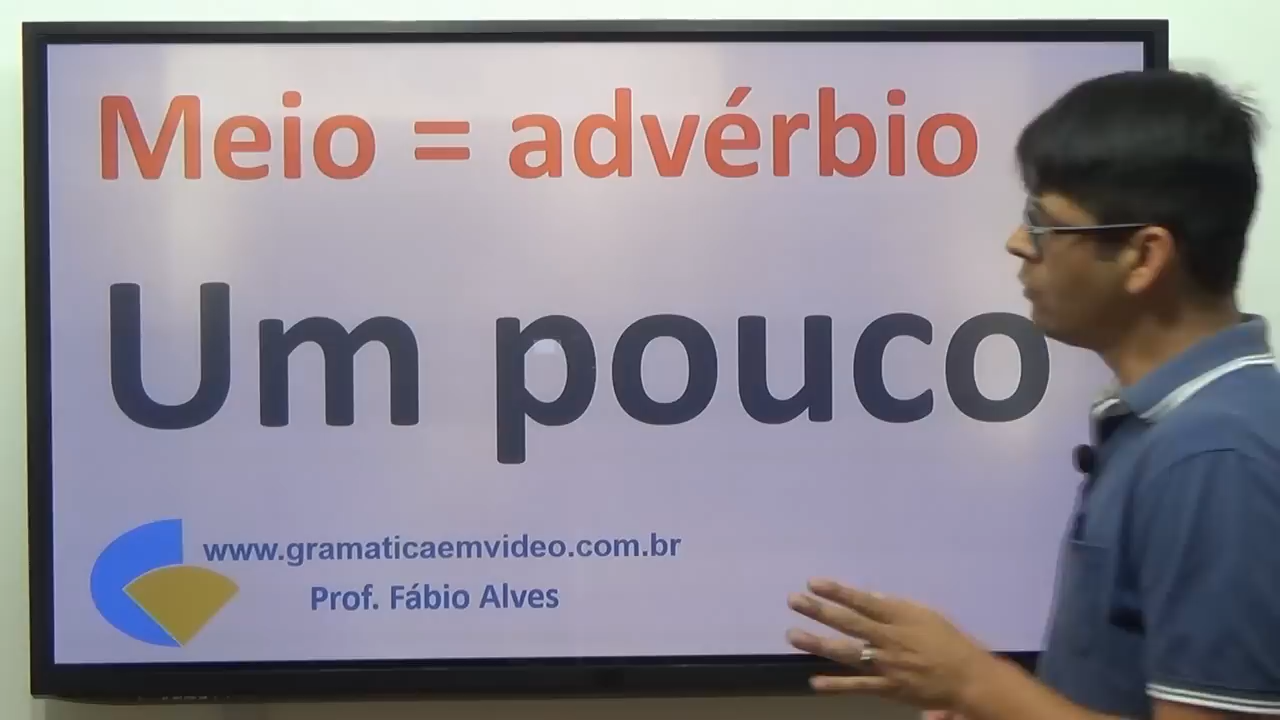 Meio = advérbio
Um pouco
www.gramaticaemvideo.com.br
Prof. Fábio Alves